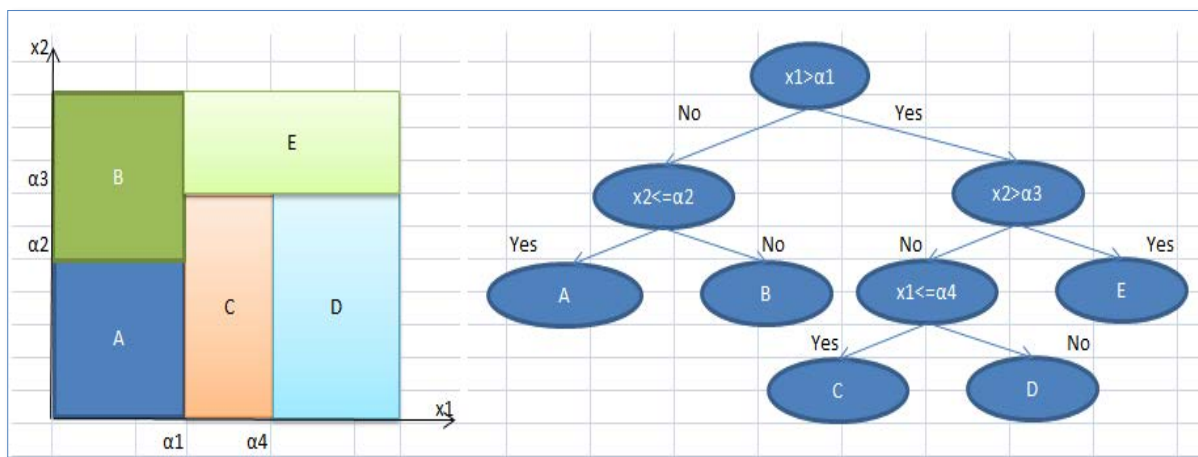 x2
E
B
α3
α2
C
D
A
x1
α1
α4
x1>α1
No
Yes
x2<=α2
x2>α3
Yes
No
No
Yes
A
B
x1<=α4
E
Yes
No
C
D